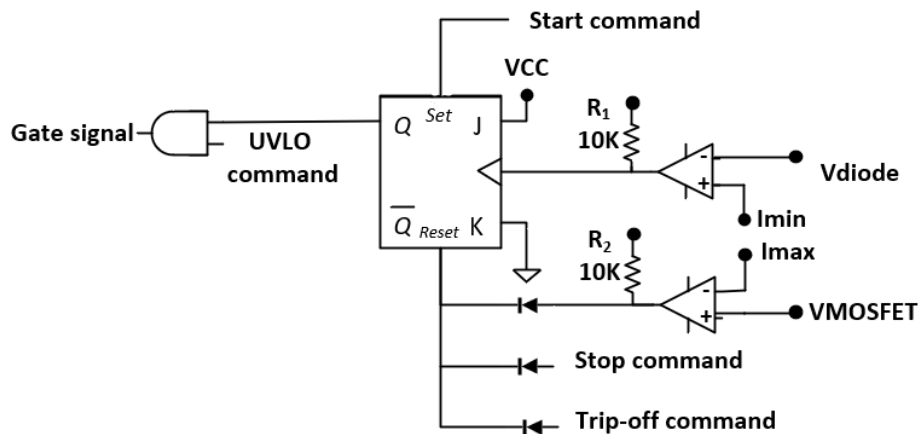 Start command
VCC
Q Set J
R1
10K
Gate signal
UVLO
command
-
+
Vdiode
Imin
Q Reset K
R2
10K
Imax
-
+
VMOSFET
Stop command
Trip-off command